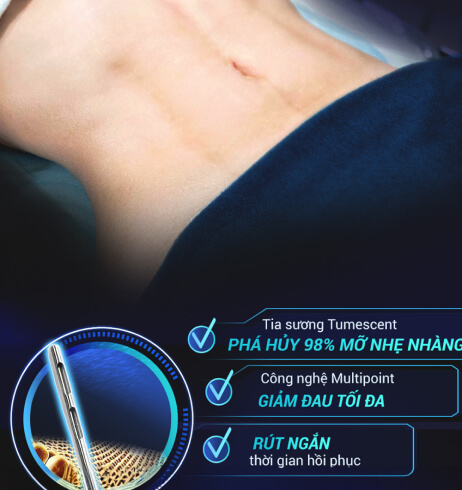 Tia sương Tumescent
PHÁ HỦY 98% MỠ NHẸ NHÀNG
Công nghệ Multipoint
GIẢM ĐAU TỐI ĐA
RÚT NGẮN
thời gian hồi phục